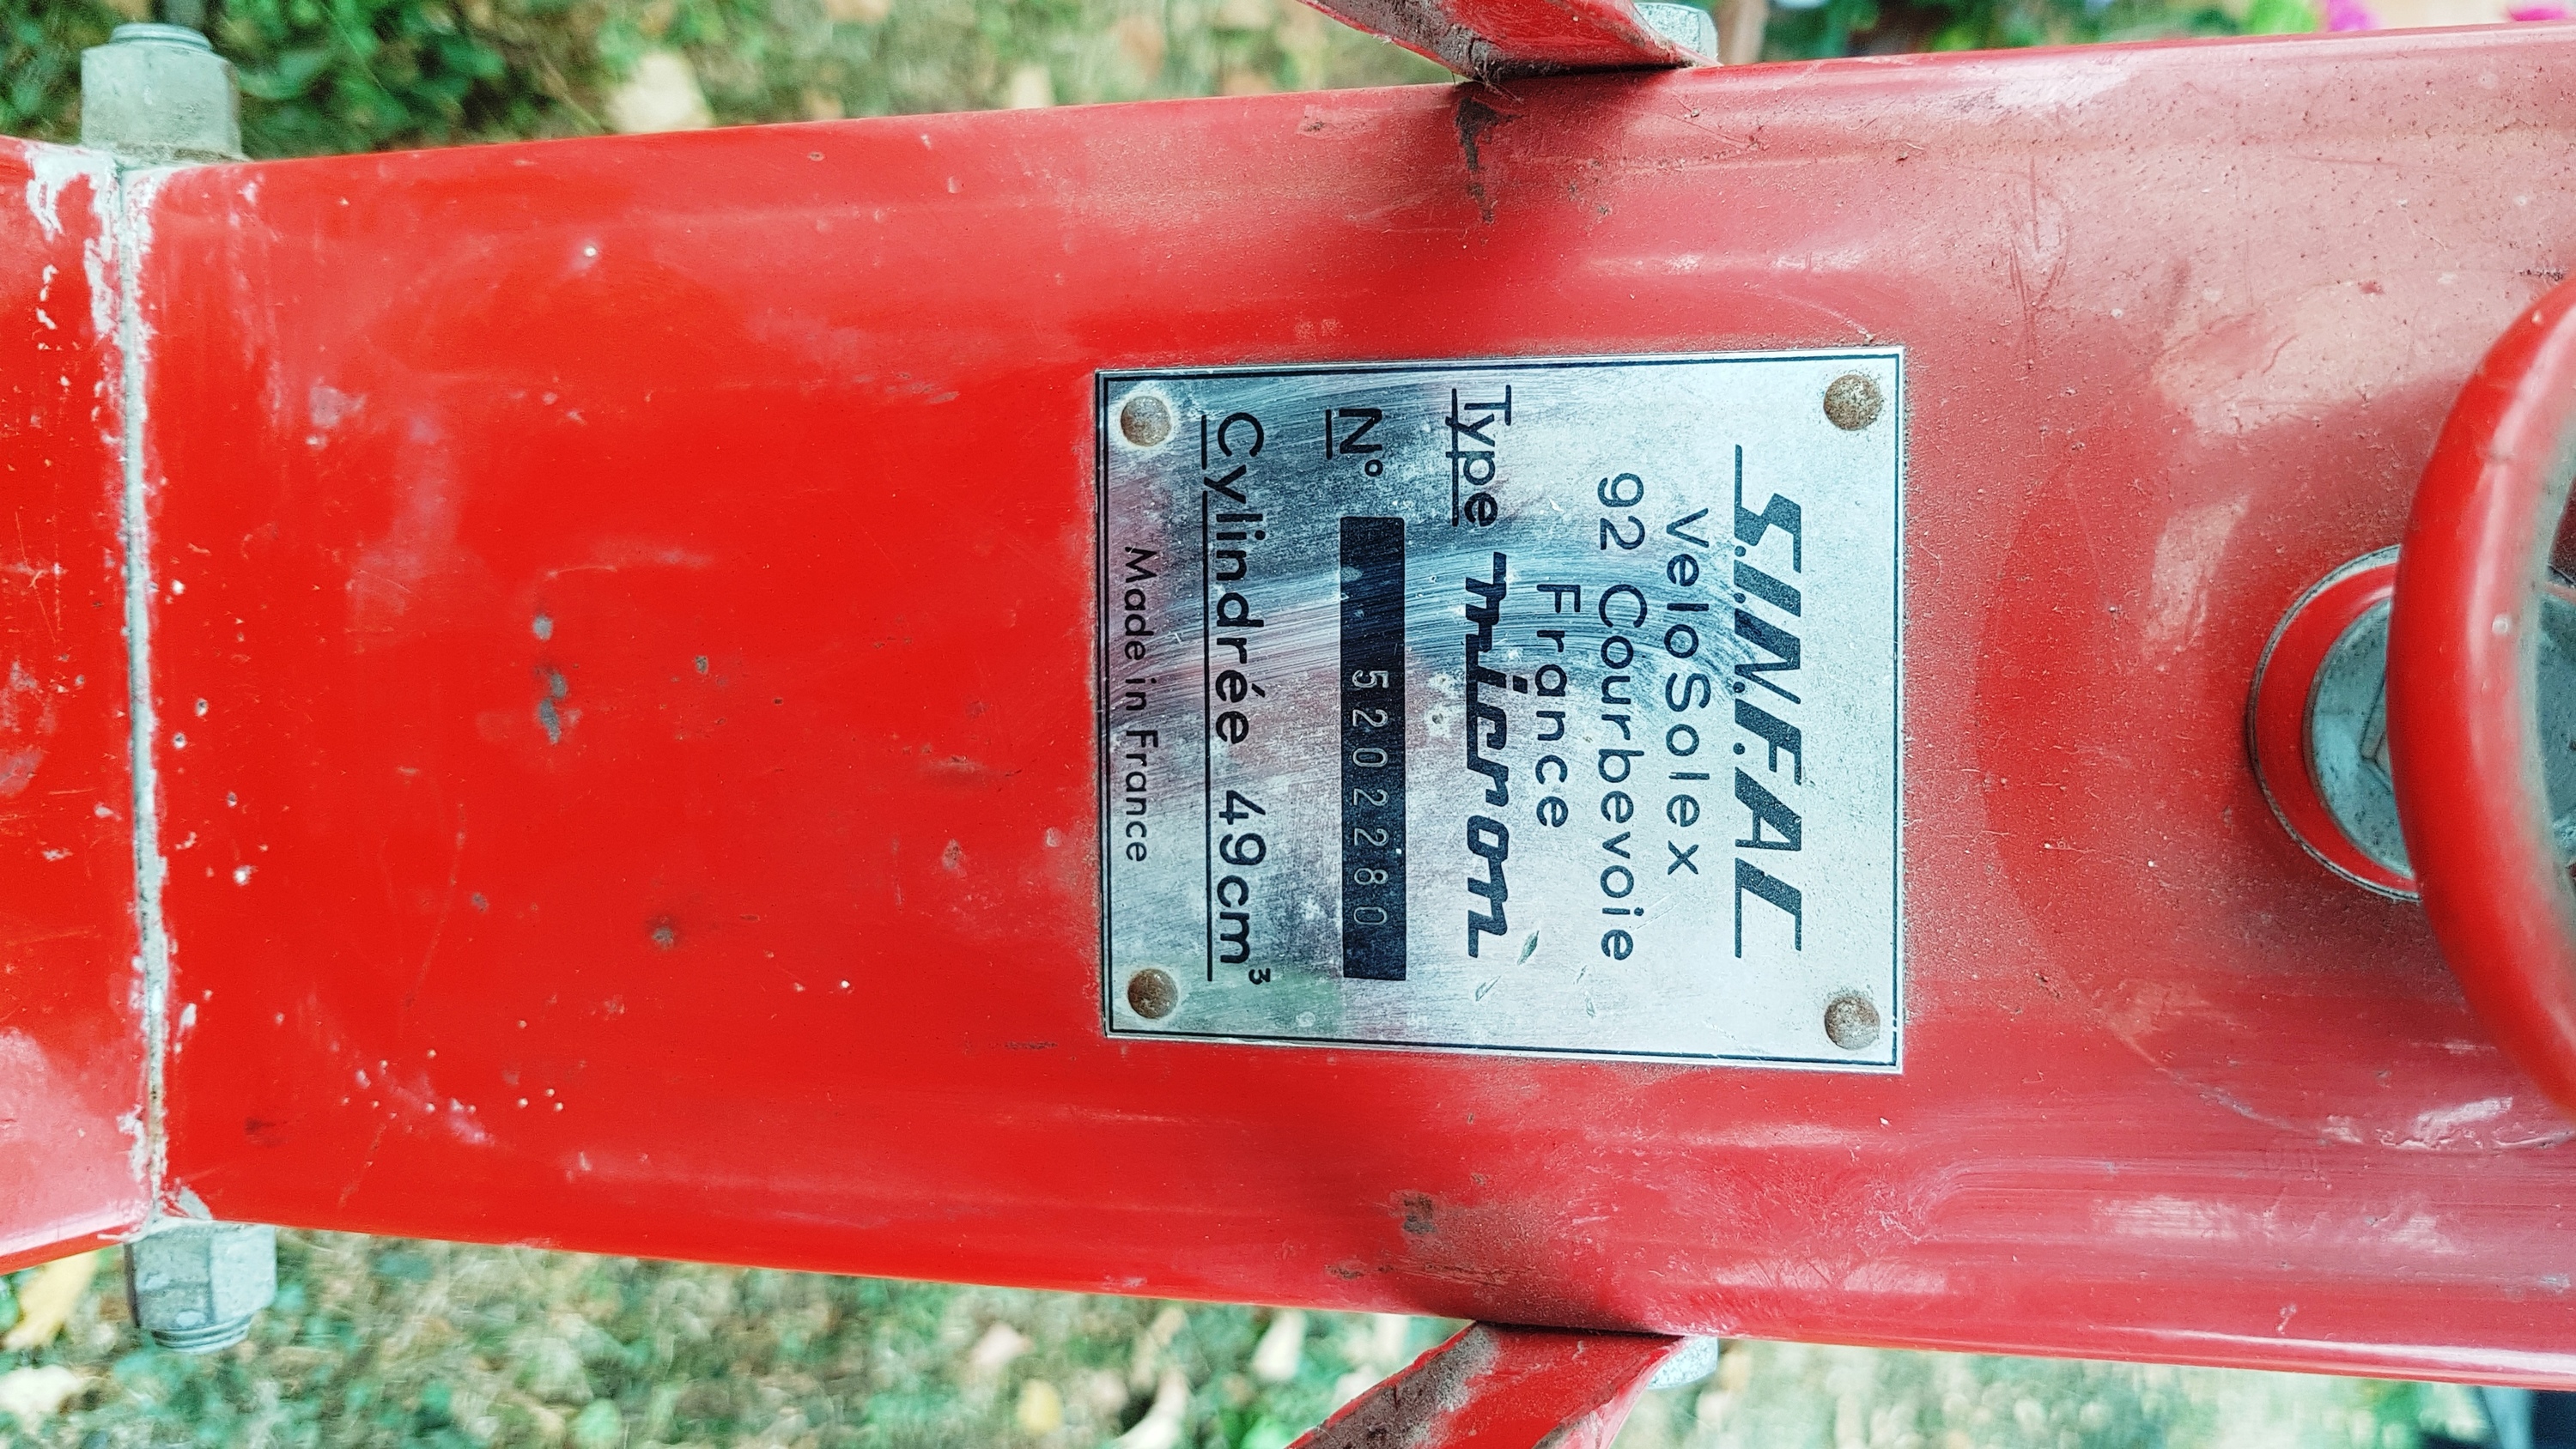 S.I.N.F.A.C
VeloSolex
92 Courbevoie
France
Type micron
N° 5202280
Cylindrée 49cm³
Made in France